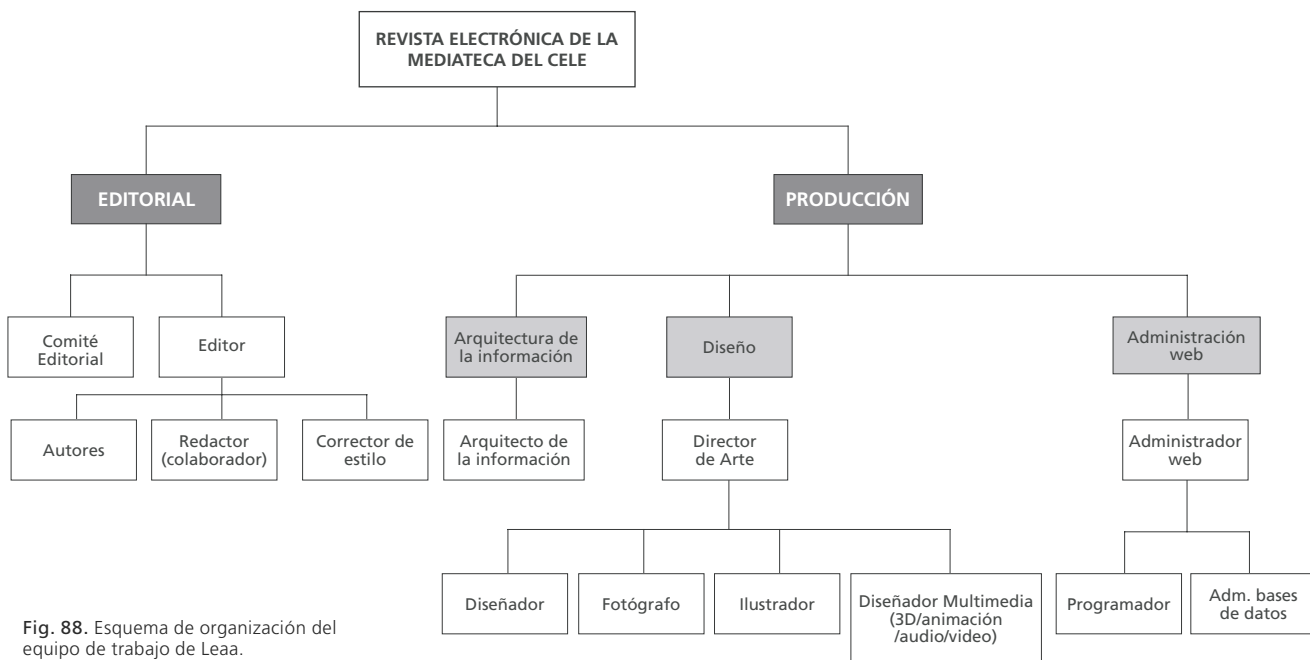 REVISTA ELECTRÓNICA DE LA
MEDIATECA DEL CELE
EDITORIAL
PRODUCCIÓN
Comité
Editorial
Editor
Arquitectura de
la información
Diseño
Administración
web
Autores
Redactor
(colaborador)
Corrector de
estilo
Arquitecto de
la información
Director
de Arte
Administrador
web
Diseñador
Fotógrafo
Ilustrador
Diseñador Multimedia
(3D/animación
/audio/video)
Programador
Adm. bases
de datos
Fig. 88. Esquema de organización del
equipo de trabajo de Leaa.